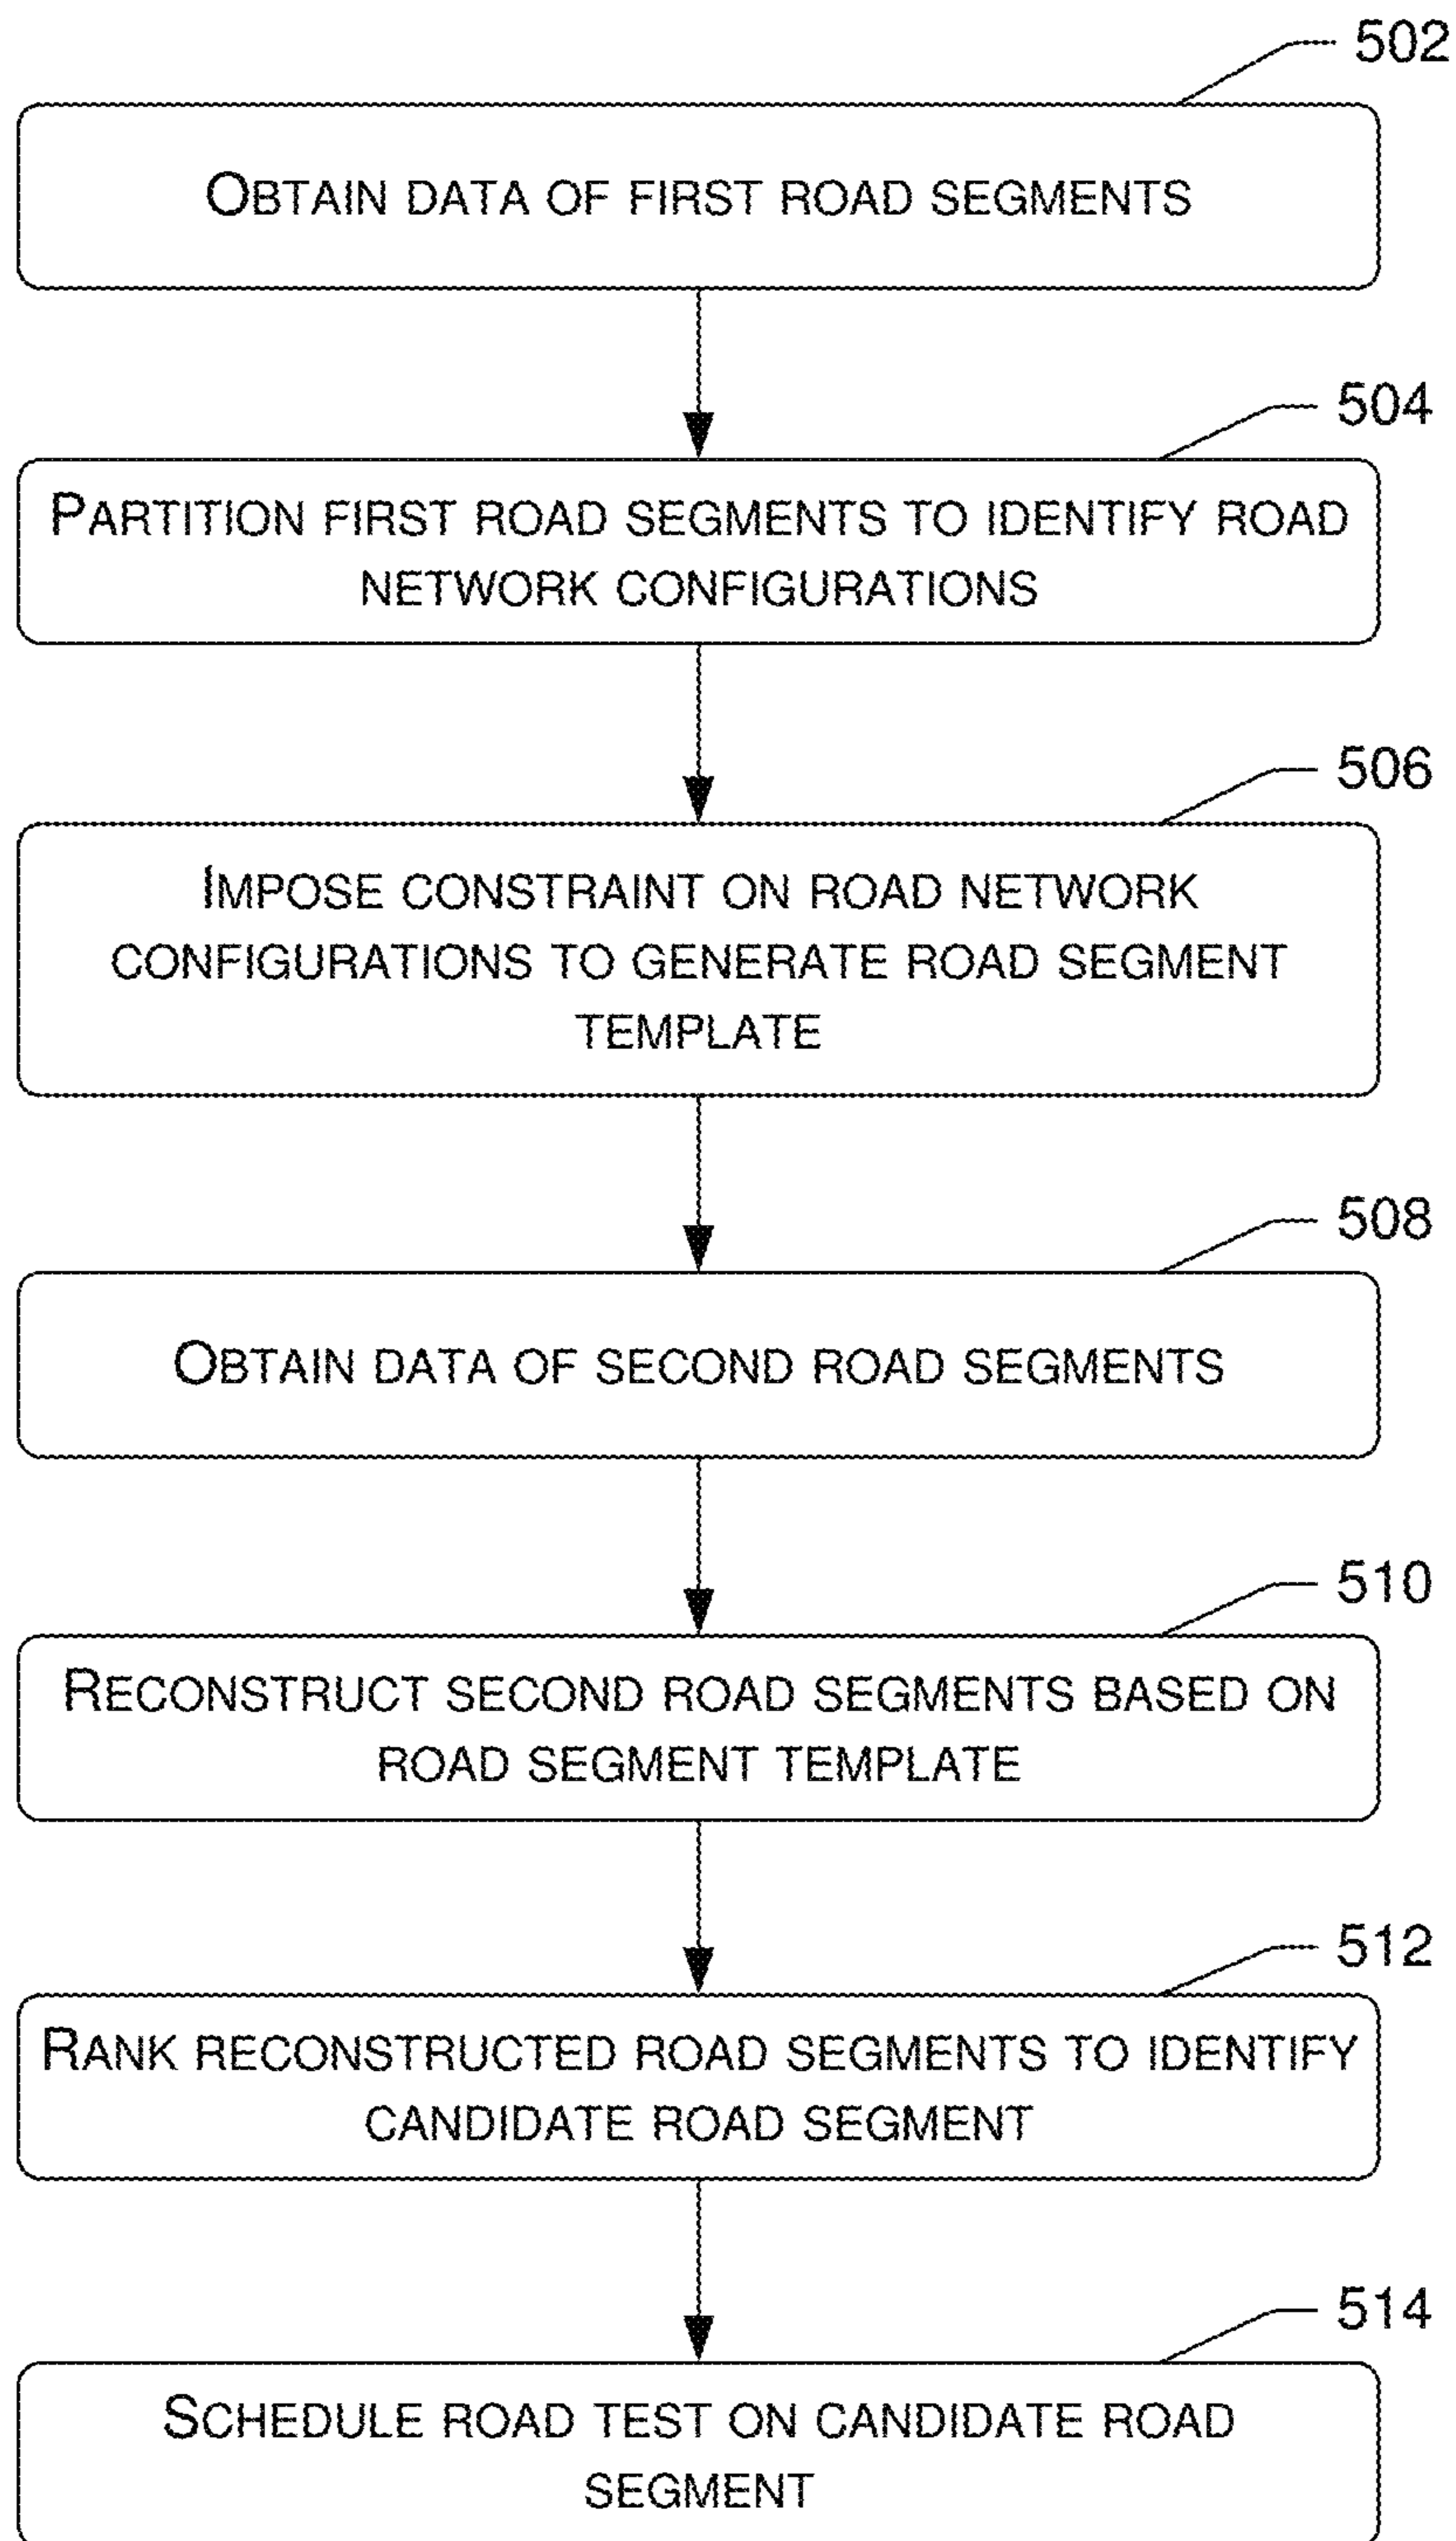 502
OBTAIN DATA OF FIRST ROAD SEGMENTS
504
PARTITION FIRST ROAD SEGMENTS TO IDENTIFY ROAD
NETWORK CONFIGURATIONS
506
IMPOSE CONSTRAINT ON ROAD NETWORK
CONFIGURATIONS TO GENERATE ROAD SEGMENT
TEMPLATE
508
OBTAIN DATA OF SECOND ROAD SEGMENTS
510
RECONSTRUCT SECOND ROAD SEGMENTS BASED ON
ROAD SEGMENT TEMPLATE
512
RANK RECONSTRUCTED ROAD SEGMENTS TO IDENTIFY
CANDIDATE ROAD SEGMENT
514
SCHEDULE ROAD TEST ON CANDIDATE ROAD
SEGMENT